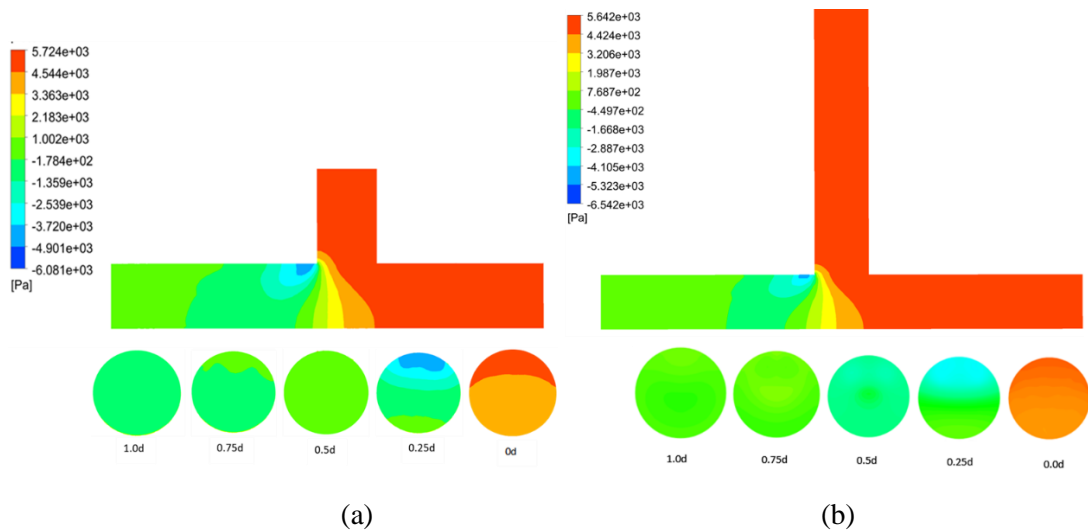 5.724e+03
4.544e+03
3.363e+03
2.183e+03
1.002e+03
-1.784e+02
-1.359e+03
-2.539e+03
-3.720e+03
-4.901e+03
-6.081e+03
[Pa]
1.0d
0.75d
0.5d
0.25d
0d
(a)
5.642e+03
4.424e+03
3.206e+03
1.987e+03
7.687e+02
-4.497e+02
-1.668e+03
-2.887e+03
-4.105e+03
-5.323e+03
-6.542e+03
[Pa]
1.0d
0.75d
0.5d
0.25d
0.0d
(b)